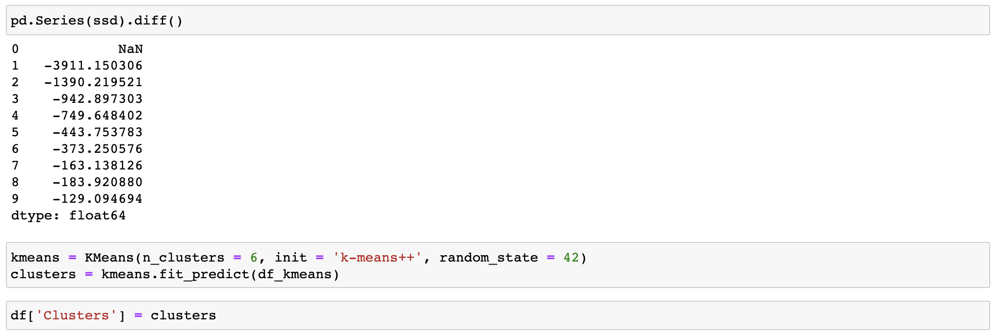 pd.Series(ssd).diff()
0 NaN
1 -3911.150306
2 -1390.219521
3 -942.897303
4 -749.648402
5 -443.753783
6 -373.250576
7 -163.138126
8 -183.920880
9 -129.094694
dtype: float64
kmeans = KMeans(n_clusters = 6, init = 'k-means++', random_state = 42)
clusters = kmeans.fit_predict(df_kmeans)
df['Clusters'] = clusters